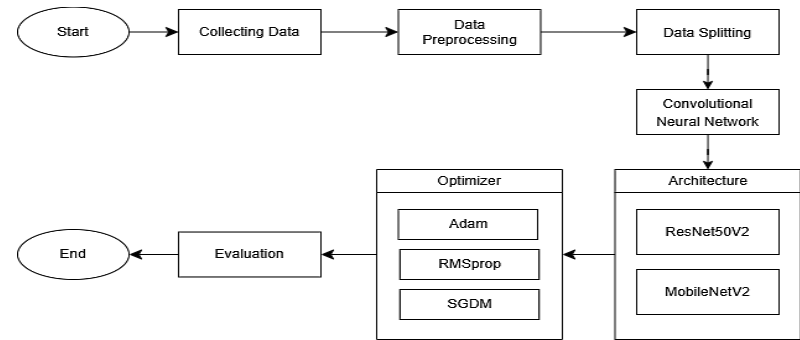 Start
Collecting Data
Data
Preprocessing
Data Splitting
Convolutional
Neural Network
Architecture
ResNet50V2
MobileNetV2
Optimizer
Adam
RMSprop
SGDM
Evaluation
End